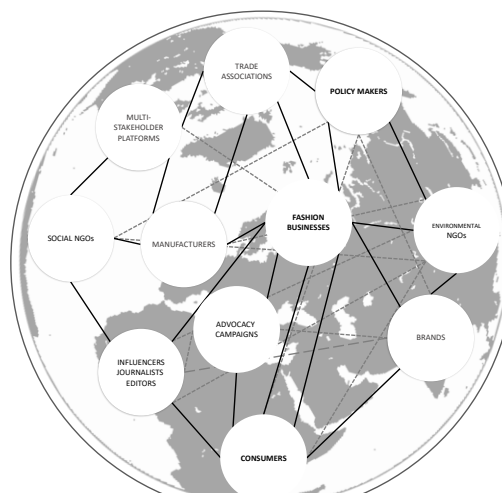 TRADE
ASSOCIATIONS
POLICY MAKERS
MULTI-
STAKEHOLDER
PLATFORMS
SOCIAL NGOs
MANUFACTURERS
FASHION
BUSINESSES
ENVIRONMENTAL
NGOs
ADVOCACY
CAMPAIGNS
BRANDS
INFLUENCERS
JOURNALISTS
EDITORS
CONSUMERS